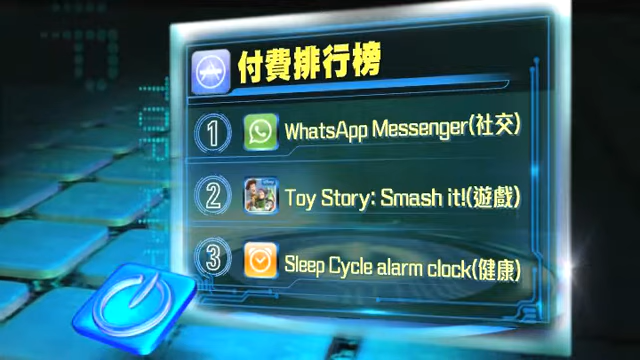 付費排行榜
1 WhatsApp Messenger(社交)
2 Toy Story: Smash it!(遊戲)
3 Sleep Cycle alarm clock(健康)